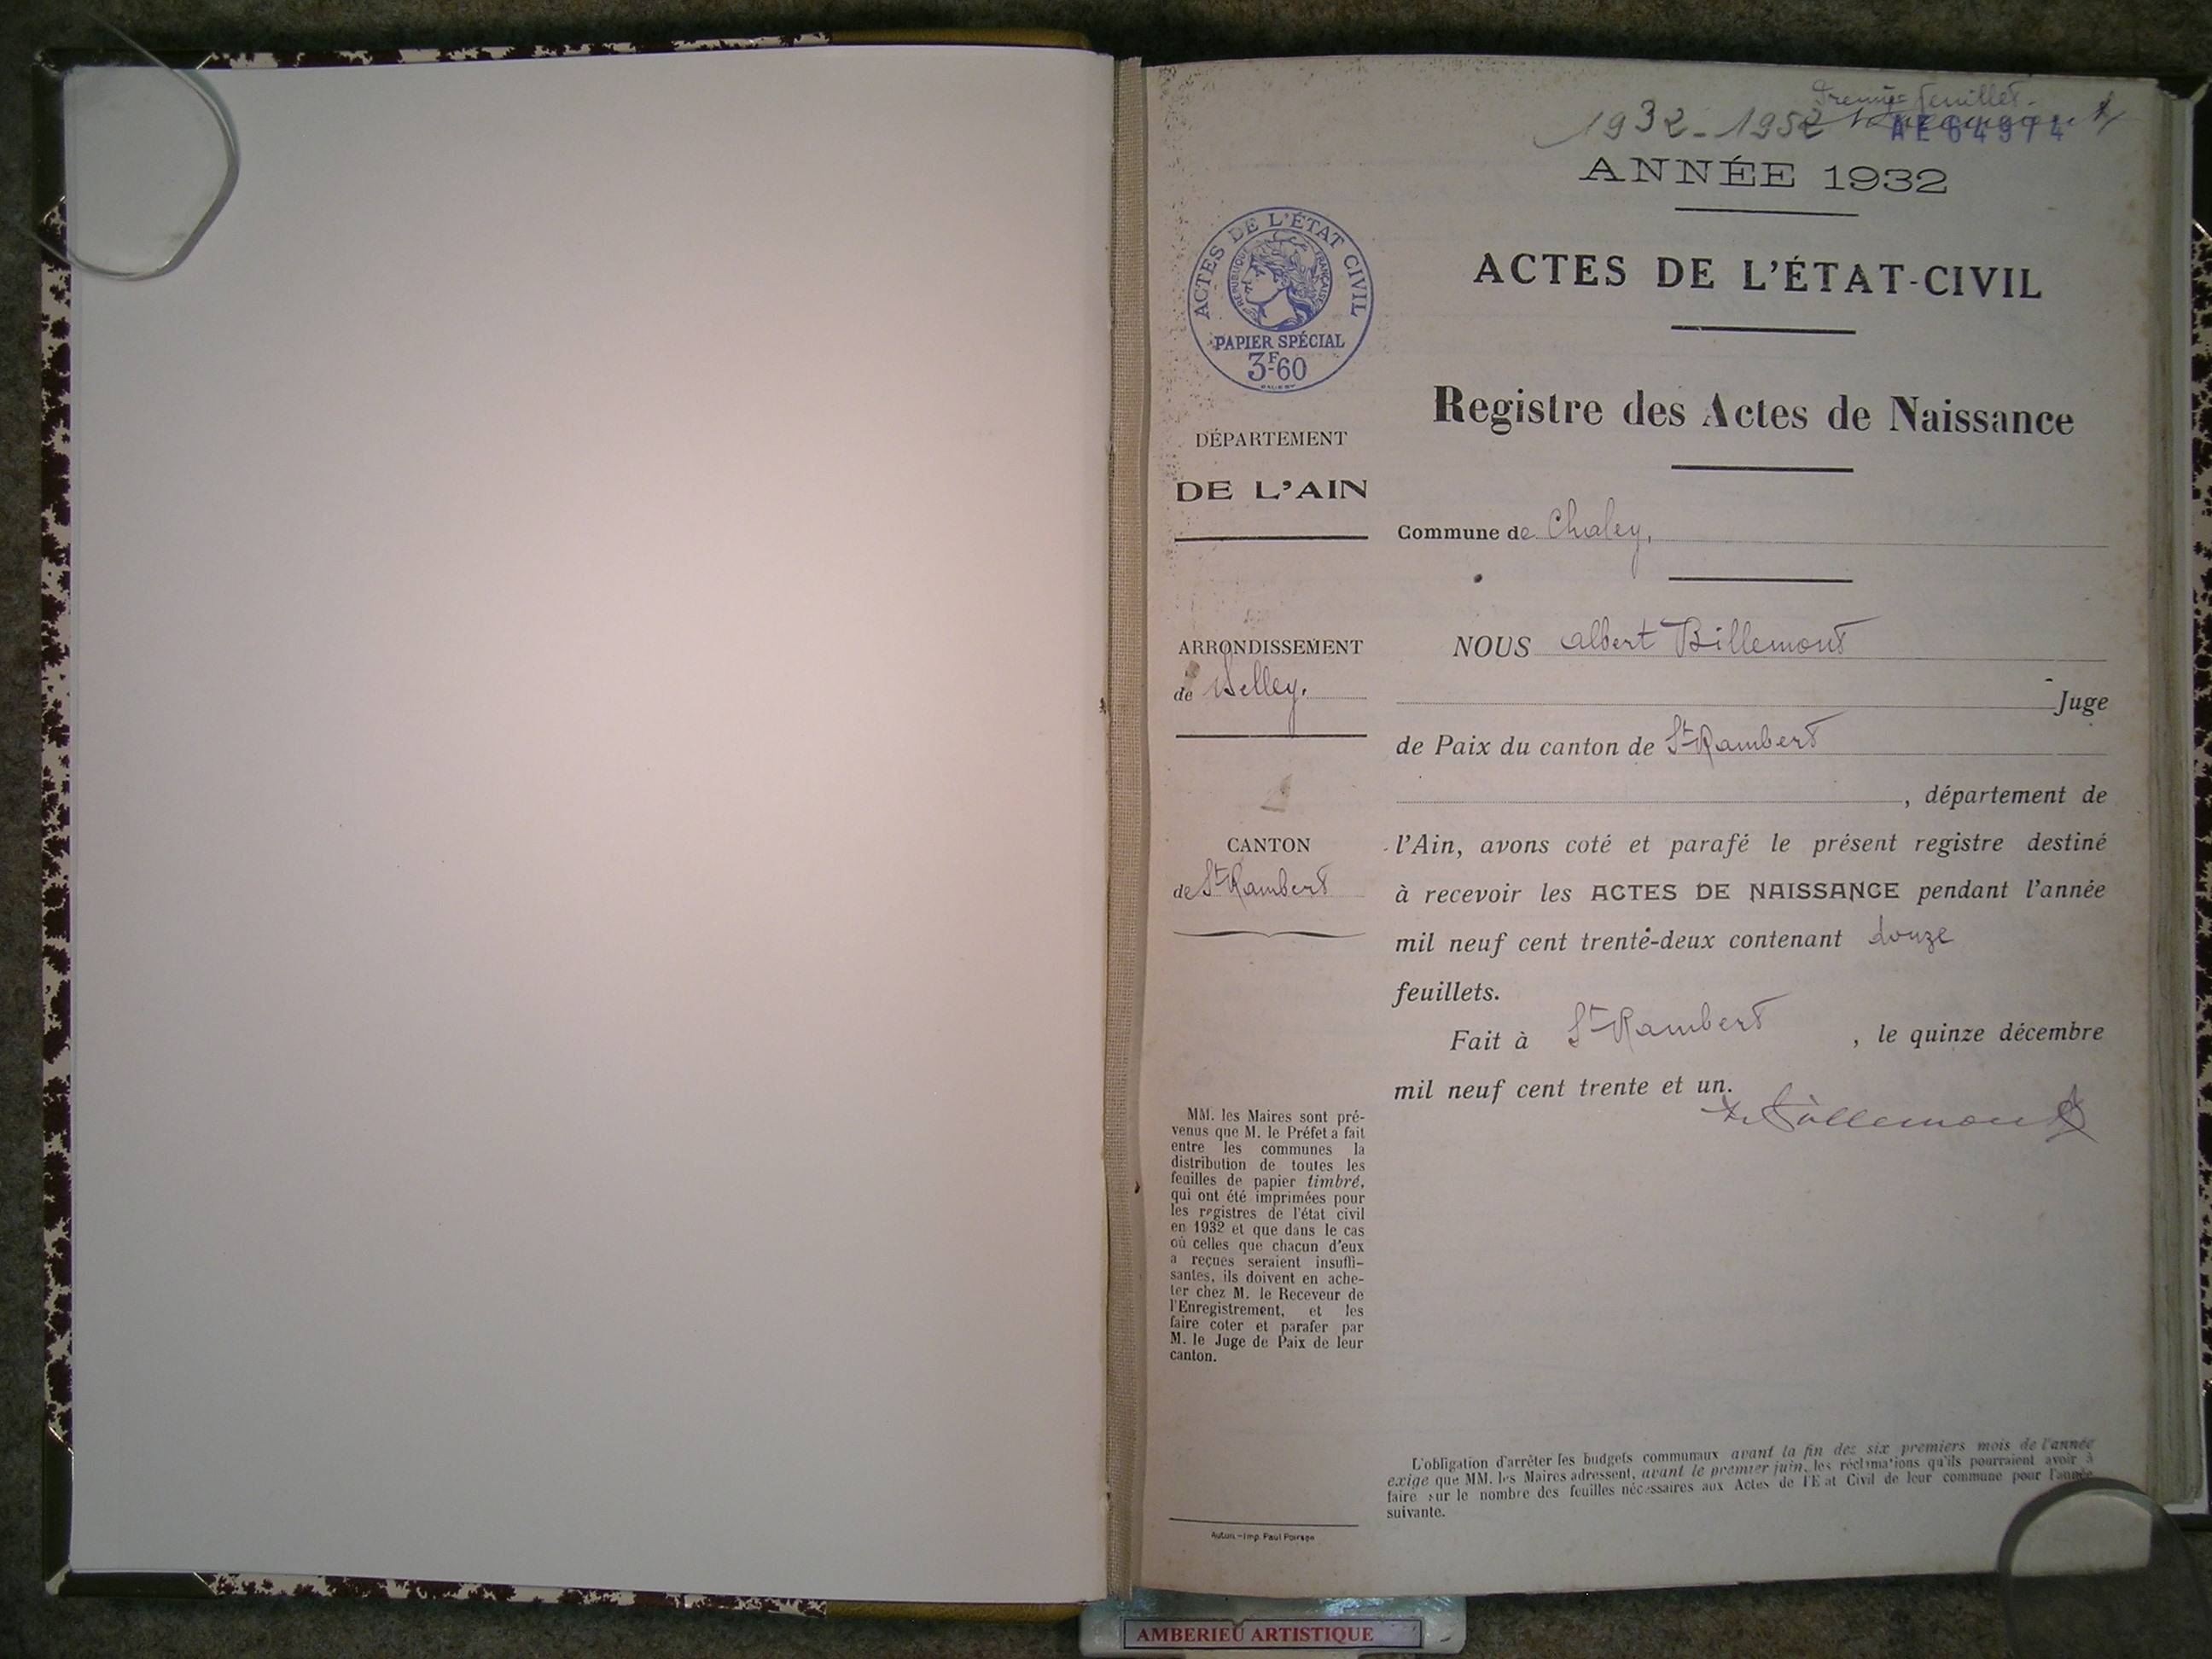 1932-1952
feuillet
AE 64974
ANNÉE 1932
ACTES DE L'ÉTAT CIVIL
RÉPUBLIQUE FRANÇAISE
PAPIER SPÉCIAL
3F60
ACTES DE L'ÉTAT-CIVIL
Registre des Actes de Naissance
DÉPARTEMENT
DE L'AIN
ARRONDISSEMENT
de Belley.
CANTON
de St Rambert
MM. les Maires sont pré-
venus que M. le Préfet a fait
entre les communes la
distribution de toutes les
feuilles de papier timbré,
qui ont été imprimées pour
les registres de l'état civil
en 1932 et que dans le cas
où celles que chacun d'eux
a reçues seraient insuffi-
santes, ils doivent en ache-
ter chez M. le Receveur de
l'Enregistrement, et les
faire coter et parafer par
M. le Juge de Paix de leur
canton.
Autun.-Imp. Paul Poirson
Commune de Chaley,
NOUS Albert Billemont
Juge
de Paix du canton de St Rambert
, département de
l'Ain, avons coté et parafé le présent registre destiné
à recevoir les ACTES DE NAISSANCE pendant l'année
mil neuf cent trente-deux contenant douze
feuillets.
Fait à St Rambert, le quinze décembre
mil neuf cent trente et un.
Billemont
L'obligation d'arrêter les budgets communaux avant la fin des six premiers mois de l'année
exige que MM. les Maires adressent, avant le premier juin, les réclamations qu'ils pourraient avoir à
faire sur le nombre des feuilles nécessaires aux Actes de l'Etat Civil de leur commune pour l'année
suivante.
AMBERIEU ARTISTIQUE